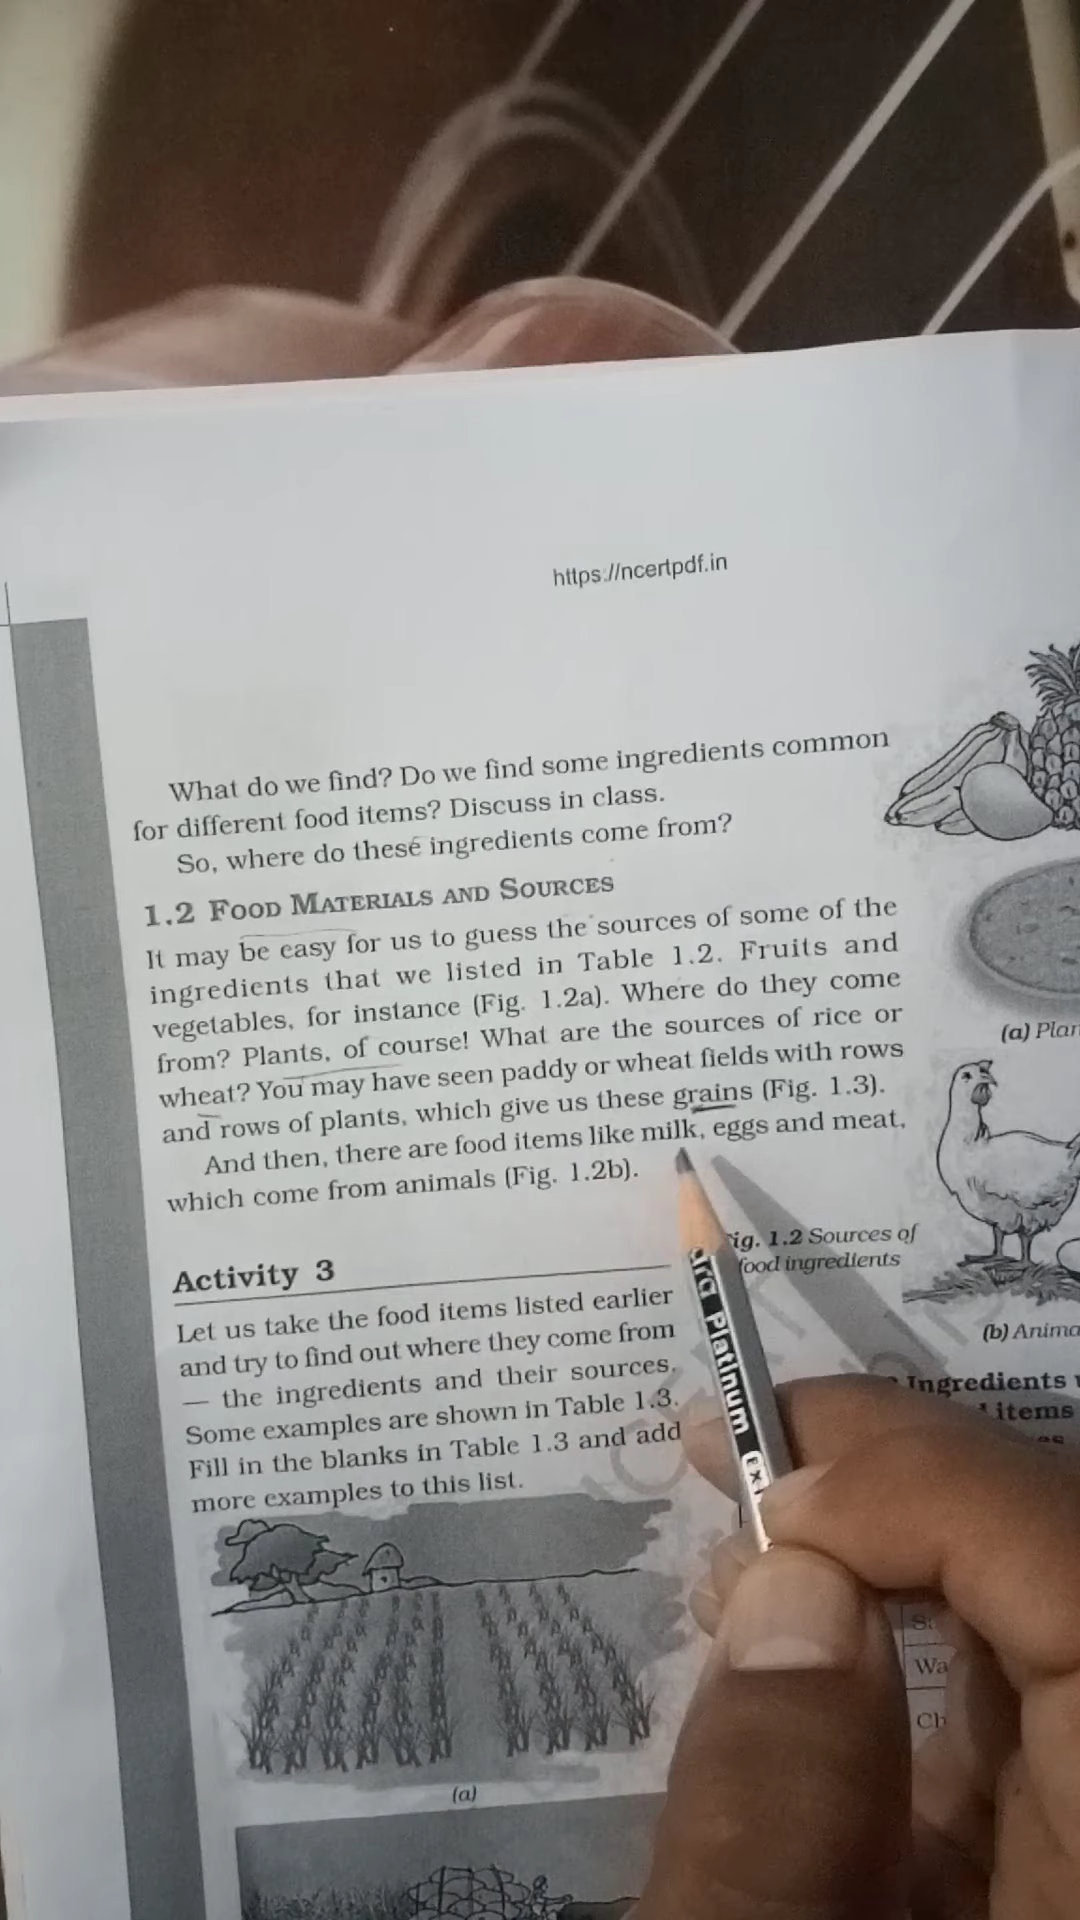 https://ncertpdf.in
What do we find? Do we find some ingredients common
for different food items? Discuss in class.
So, where do these ingredients come from?
1.2 FOOD MATERIALS AND SOURCES
It may be easy for us to guess the sources of some of the
ingredients that we listed in Table 1.2. Fruits and
vegetables, for instance (Fig. 1.2a). Where do they come
from? Plants, of course! What are the sources of rice or
wheat? You may have seen paddy or wheat fields with rows
and rows of plants, which give us these grains (Fig. 1.3).
And then, there are food items like milk, eggs and meat,
which come from animals (Fig. 1.2b).
Activity 3
Let us take the food items listed earlier
and try to find out where they come from
— the ingredients and their sources.
Some examples are shown in Table 1.3.
Fill in the blanks in Table 1.3 and add
more examples to this list.
(a)
ig. 1.2 Sources of
food ingredients
(a) Plan
(b) Anima
Ingredients
items
Wa
Ch
Platinum